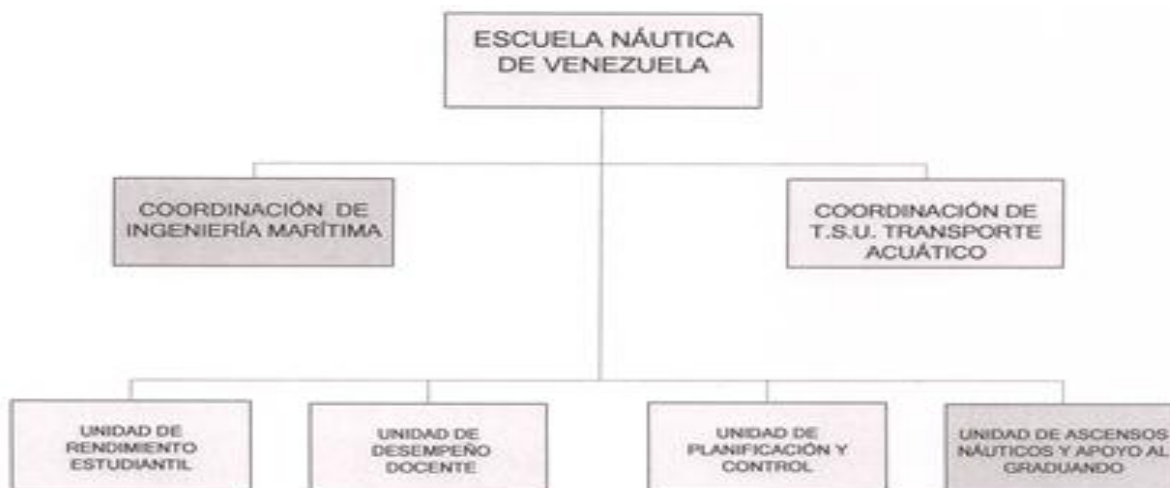 ESCUELA NÁUTICA
DE VENEZUELA
COORDINACIÓN DE
INGENIERÍA MARÍTIMA
COORDINACIÓN DE
T.S.U. TRANSPORTE
ACUÁTICO
UNIDAD DE
RENDIMIENTO
ESTUDIANTIL
UNIDAD DE
DESEMPEÑO
DOCENTE
UNIDAD DE
PLANIFICACIÓN Y
CONTROL
UNIDAD DE ASCENSOS
NÁUTICOS Y APOYO AL
GRADUANDO